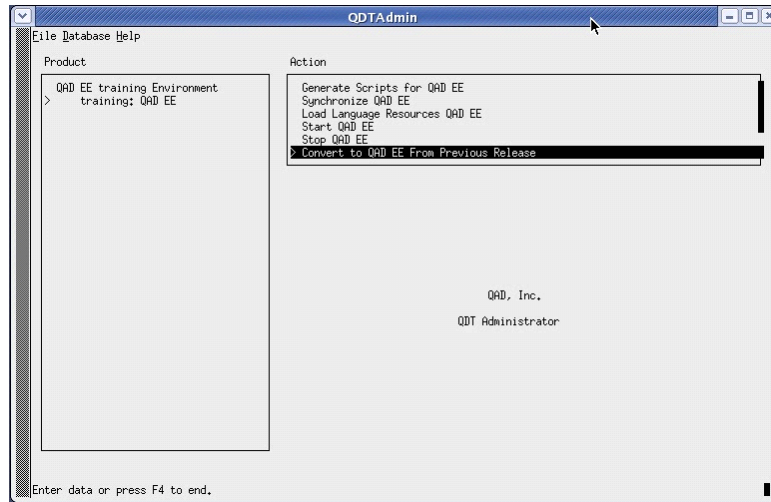 QDTAdmin
File Database Help
Product
Action
QAD EE training Environment
> training: QAD EE
Generate Scripts for QAD EE
Synchronize QAD EE
Load Language Resources QAD EE
Start QAD EE
Stop QAD EE
> Convert to QAD EE From Previous Release
QAD, Inc.
QDT Administrator
Enter data or press F4 to end.